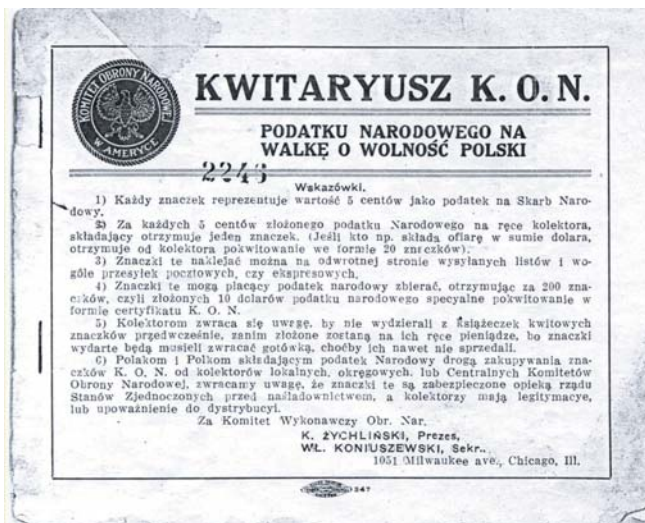 KOMITET OBRONY NARODOWEJ
W AMERYCE
KWITARYUSZ K. O. N.
PODATKU NARODOWEGO NA
WALKĘ O WOLNOŚĆ POLSKI
2246
Wskazówki.
1) Każdy znaczek reprezentuje wartość 5 centów jako podatek na Skarb Naro-
dowy.
2) Za każdych 5 centów złożonego podatku Narodowego na ręce kolektora,
składający otrzymuje jeden znaczek. (Jeśli kto np. składa ofiarę w sumie dolara,
otrzymuje od kolektora pokwitowanie we formie 20 znaczków).
3) Znaczki te naklejać można na odwrotnej stronie wysyłanych listów i wo-
góle przesyłek pocztowych, czy ekspresowych.
4) Znaczki te mogą płacący podatek narodowy zbierać, otrzymując za 200 zna-
czków, czyli złożonych 10 dolarów podatku narodowego specyalne pokwitowanie w
formie certyfikatu K. O. N.
5) Kolektorom zwraca się uwagę, by nie wydzierali z książeczek kwitowych
znaczków przedwcześnie, zanim złożone zostaną na ich ręce pieniądze, bo znaczki
wydarte będą musieli zwracać gotówką, choćby ich nawet nie sprzedali.
6) Polakom i Polkom składającym podatek Narodowy drogą zakupywania zna-
czków K. O. N. od kolektorów lokalnych, okręgowych, lub Centralnych Komitetów
Obrony Narodowej, zwracamy uwagę, że znaczki te są zabezpieczone opieką rządu
Stanów Zjednoczonych przed naśladownictwem, a kolektorzy mają legitymacye,
lub upoważnienie do dystrybucyi.
Za Komitet Wykonawczy Obr. Nar.
K. ŻYCHLIŃSKI, Prezes,
WŁ. KONIUSZEWSKI, Sekr.
1051 Milwaukee ave., Chicago, Ill.
347